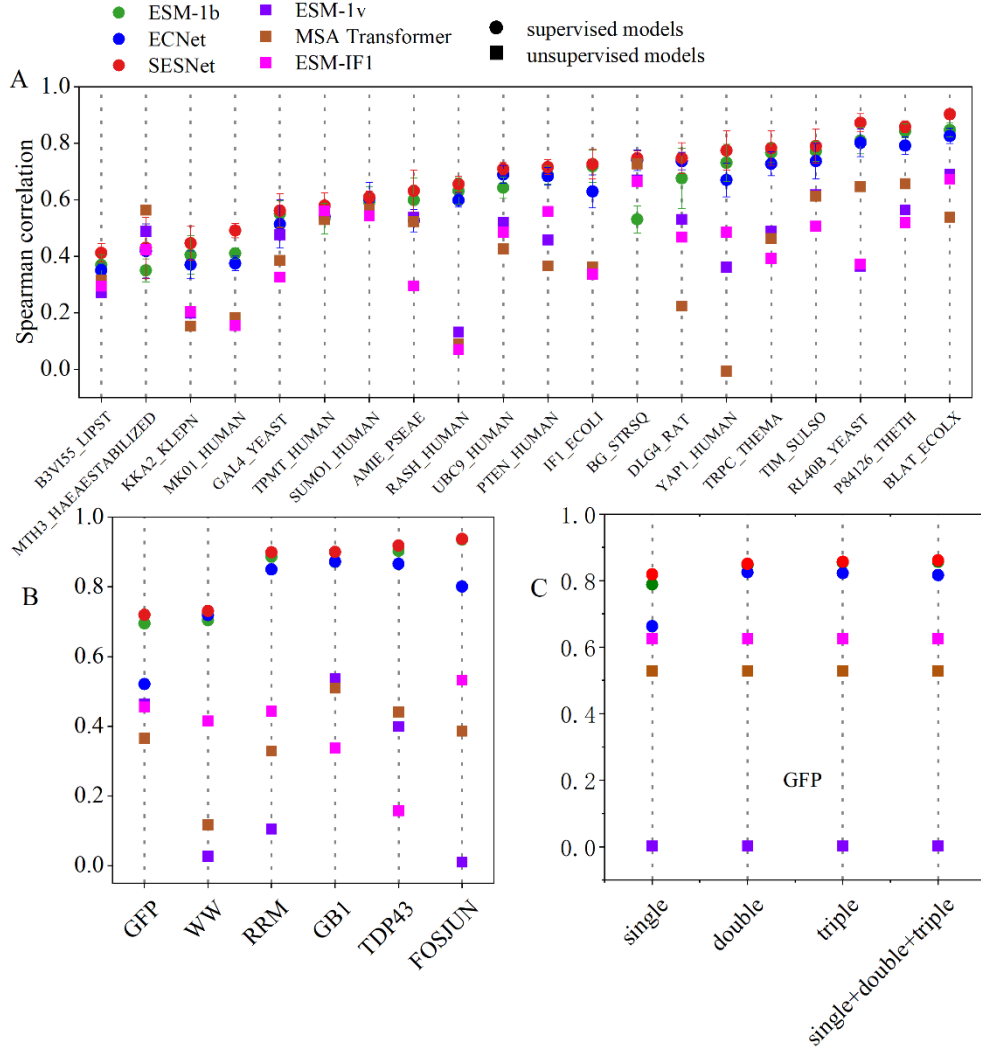 ESM-1b
ESM-1v
ECNet
MSA Transformer
SESNet
ESM-IF1
supervised models
unsupervised models
A
Spearman correlation
1.0
0.8
0.6
0.4
0.2
0.0
B3VI55_LIPST
MTH3_HAEAESTABILIZED
KKA2_KLEPN
MK01_HUMAN
GAL4_YEAST
TPMT_HUMAN
SUMO1_HUMAN
AMIE_PSEAE
RASH_HUMAN
UBC9_HUMAN
PTEN_HUMAN
IF1_ECOLI
BG_STRSQ
DLG4_RAT
YAP1_HUMAN
TRPC_THEMA
TIM_SULSO
RL40B_YEAST
P84126_THETH
BLAT_ECOLX
B
1.0
0.8
0.6
0.4
0.2
0.0
GFP
WW
RRM
GB1
TDP43
FOSJUN
C
1.0
0.8
0.6
0.4
0.2
0.0
GFP
single
double
triple
single+double+triple